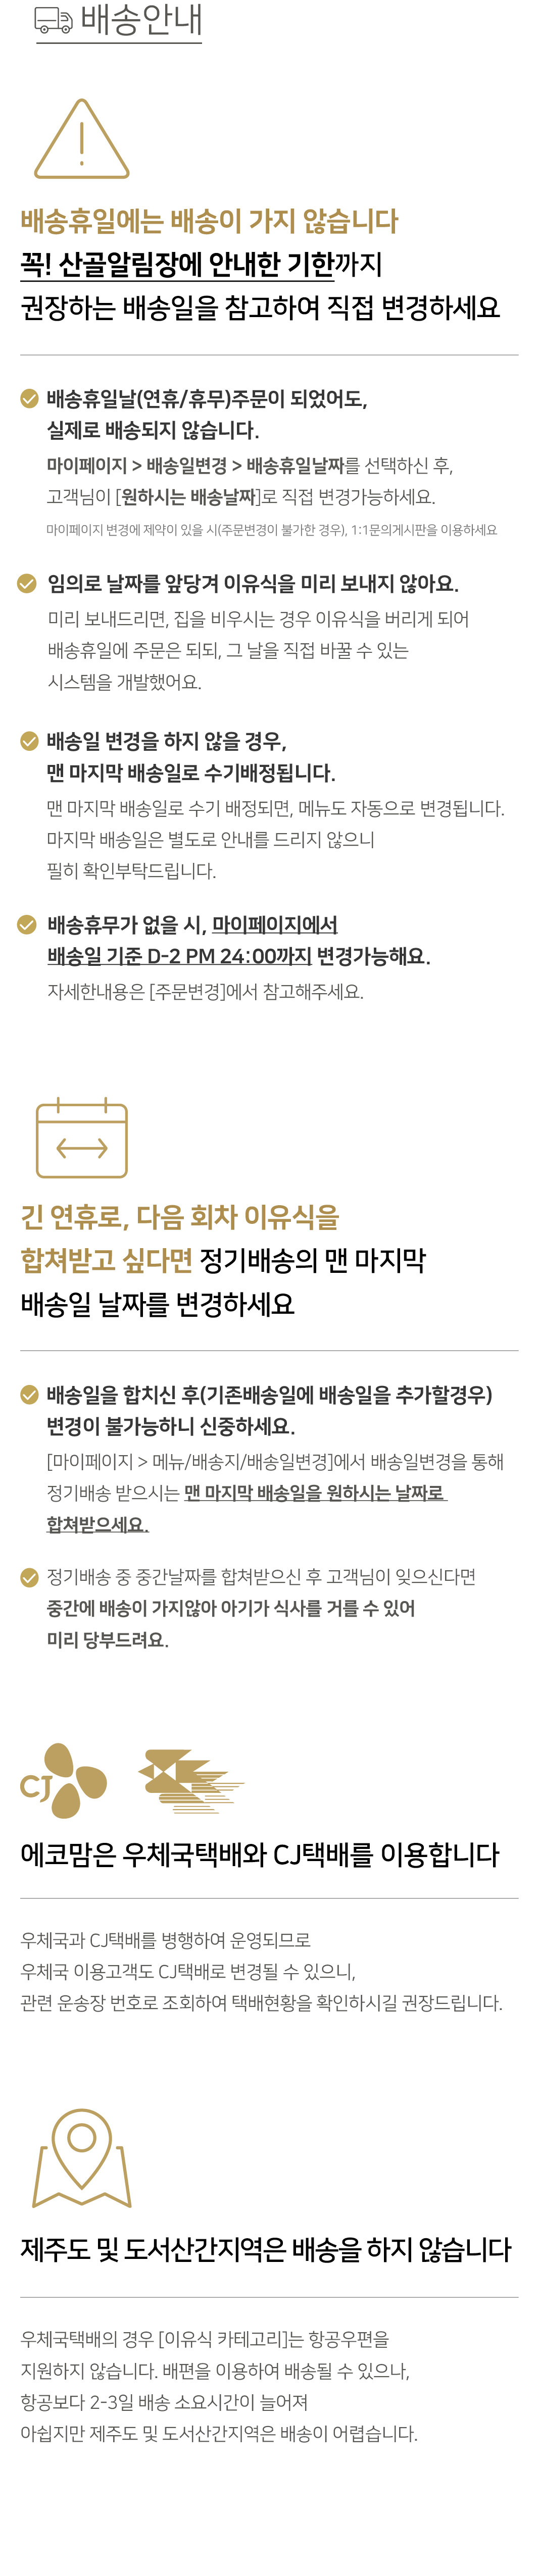 배송안내
배송휴일에는 배송이 가지 않습니다
꼭! 산골알림장에 안내한 기한까지
권장하는 배송일을 참고하여 직접 변경하세요
배송휴일날(연휴/휴무)주문이 되었어도,
실제로 배송되지 않습니다.
마이페이지 > 배송일변경 > 배송휴일날짜를 선택하신 후,
고객님이 [원하시는 배송날짜]로 직접 변경가능하세요.
마이페이지 변경에 제약이 있을 시(주문변경이 불가한 경우), 1:1문의게시판을 이용하세요
임의로 날짜를 앞당겨 이유식을 미리 보내지 않아요.
미리 보내드리면, 집을 비우시는 경우 이유식을 버리게 되어
배송휴일에 주문은 되되, 그 날을 직접 바꿀 수 있는
시스템을 개발했어요.
배송일 변경을 하지 않을 경우,
맨 마지막 배송일로 수기배정됩니다.
맨 마지막 배송일로 수기 배정되면, 메뉴도 자동으로 변경됩니다.
마지막 배송일은 별도로 안내를 드리지 않으니
필히 확인부탁드립니다.
배송휴무가 없을 시, 마이페이지에서
배송일 기준 D-2 PM 24:00까지 변경가능해요.
자세한내용은 [주문변경]에서 참고해주세요.
긴 연휴로, 다음 회차 이유식을
합쳐받고 싶다면 정기배송의 맨 마지막
배송일 날짜를 변경하세요
배송일을 합치신 후(기존배송일에 배송일을 추가할경우)
변경이 불가능하니 신중하세요.
[마이페이지 > 메뉴/배송지/배송일변경]에서 배송일변경을 통해
정기배송 받으시는 맨 마지막 배송일을 원하시는 날짜로
합쳐받으세요.
정기배송 중 중간날짜를 합쳐받으신 후 고객님이 잊으신다면
중간에 배송이 가지않아 아기가 식사를 거를 수 있어
미리 당부드려요.
CJ
에코맘은 우체국택배와 CJ택배를 이용합니다
우체국과 CJ택배를 병행하여 운영되므로
우체국 이용고객도 CJ택배로 변경될 수 있으니,
관련 운송장 번호로 조회하여 택배현황을 확인하시길 권장드립니다.
제주도 및 도서산간지역은 배송을 하지 않습니다
우체국택배의 경우 [이유식 카테고리]는 항공우편을
지원하지 않습니다. 배편을 이용하여 배송될 수 있으나,
항공보다 2-3일 배송 소요시간이 늘어져
아쉽지만 제주도 및 도서산간지역은 배송이 어렵습니다.